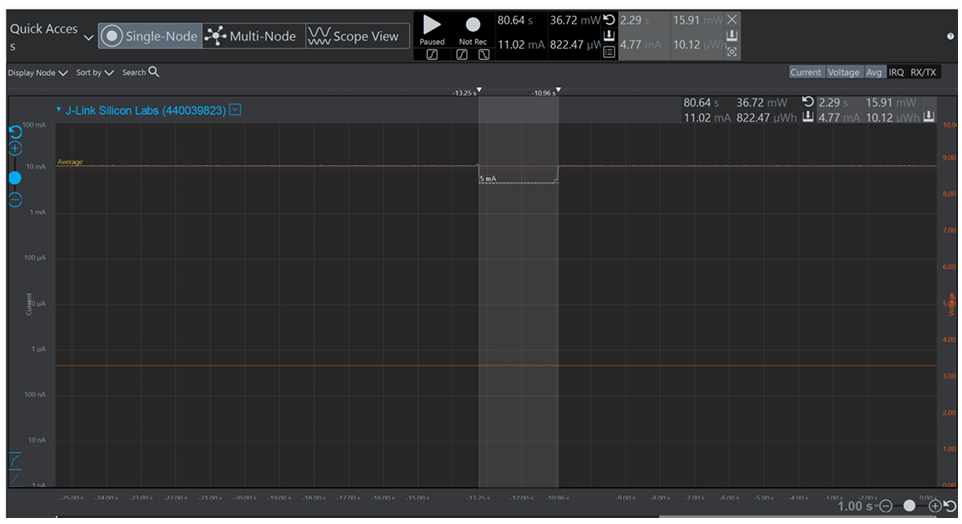 Quick Acces
s
Single-Node
Multi-Node
Scope View
Paused
Not Rec
80.64 s 36.72 mW
11.02 mA 822.47 µW
2.29 s 15.91 mW
4.77 mA 10.12 µW
Display Node
Sort by
Search
Current Voltage Avg IRQ RX/TX
-13.25 s
-10.96 s
J-Link Silicon Labs (440039823)
80.64 s 36.72 mW
11.02 mA 822.47 µWh
2.29 s 15.91 mW
4.77 mA 10.12 µWh
100 mA
Average
10 mA
5 mA
1 mA
100 µA
Current
10 µA
1 µA
100 nA
10 nA
1 nA
10.0
9.00
8.00
7.00
6.00
Voltage
4.00
3.00
2.00
1.00
0.00
-25.00 s -24.00 s -23.00 s -22.00 s -21.00 s -20.00 s -19.00 s -18.00 s -17.00 s -16.00 s -15.00 s -13.25 s -12.00 s -10.96 s -9.00 s -8.00 s -7.00 s -6.00 s -5.00 s -4.00 s -3.00 s -2.00 s 0.00 s
1.00 s